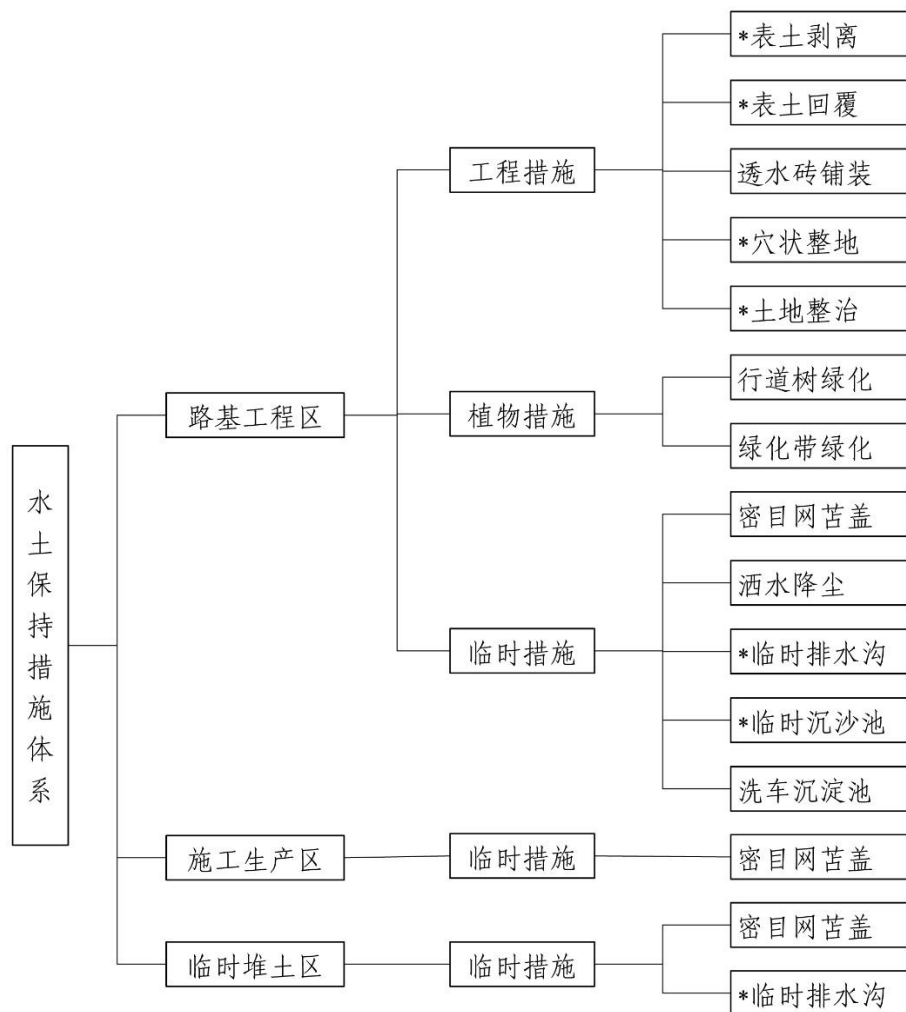 水土保持措施体系
路基工程区
工程措施
*表土剥离
*表土回覆
透水砖铺装
*穴状整地
*土地整治
植物措施
行道树绿化
绿化带绿化
临时措施
密目网苫盖
洒水降尘
*临时排水沟
*临时沉沙池
洗车沉淀池
施工生产区
临时措施
密目网苫盖
临时堆土区
临时措施
密目网苫盖
*临时排水沟